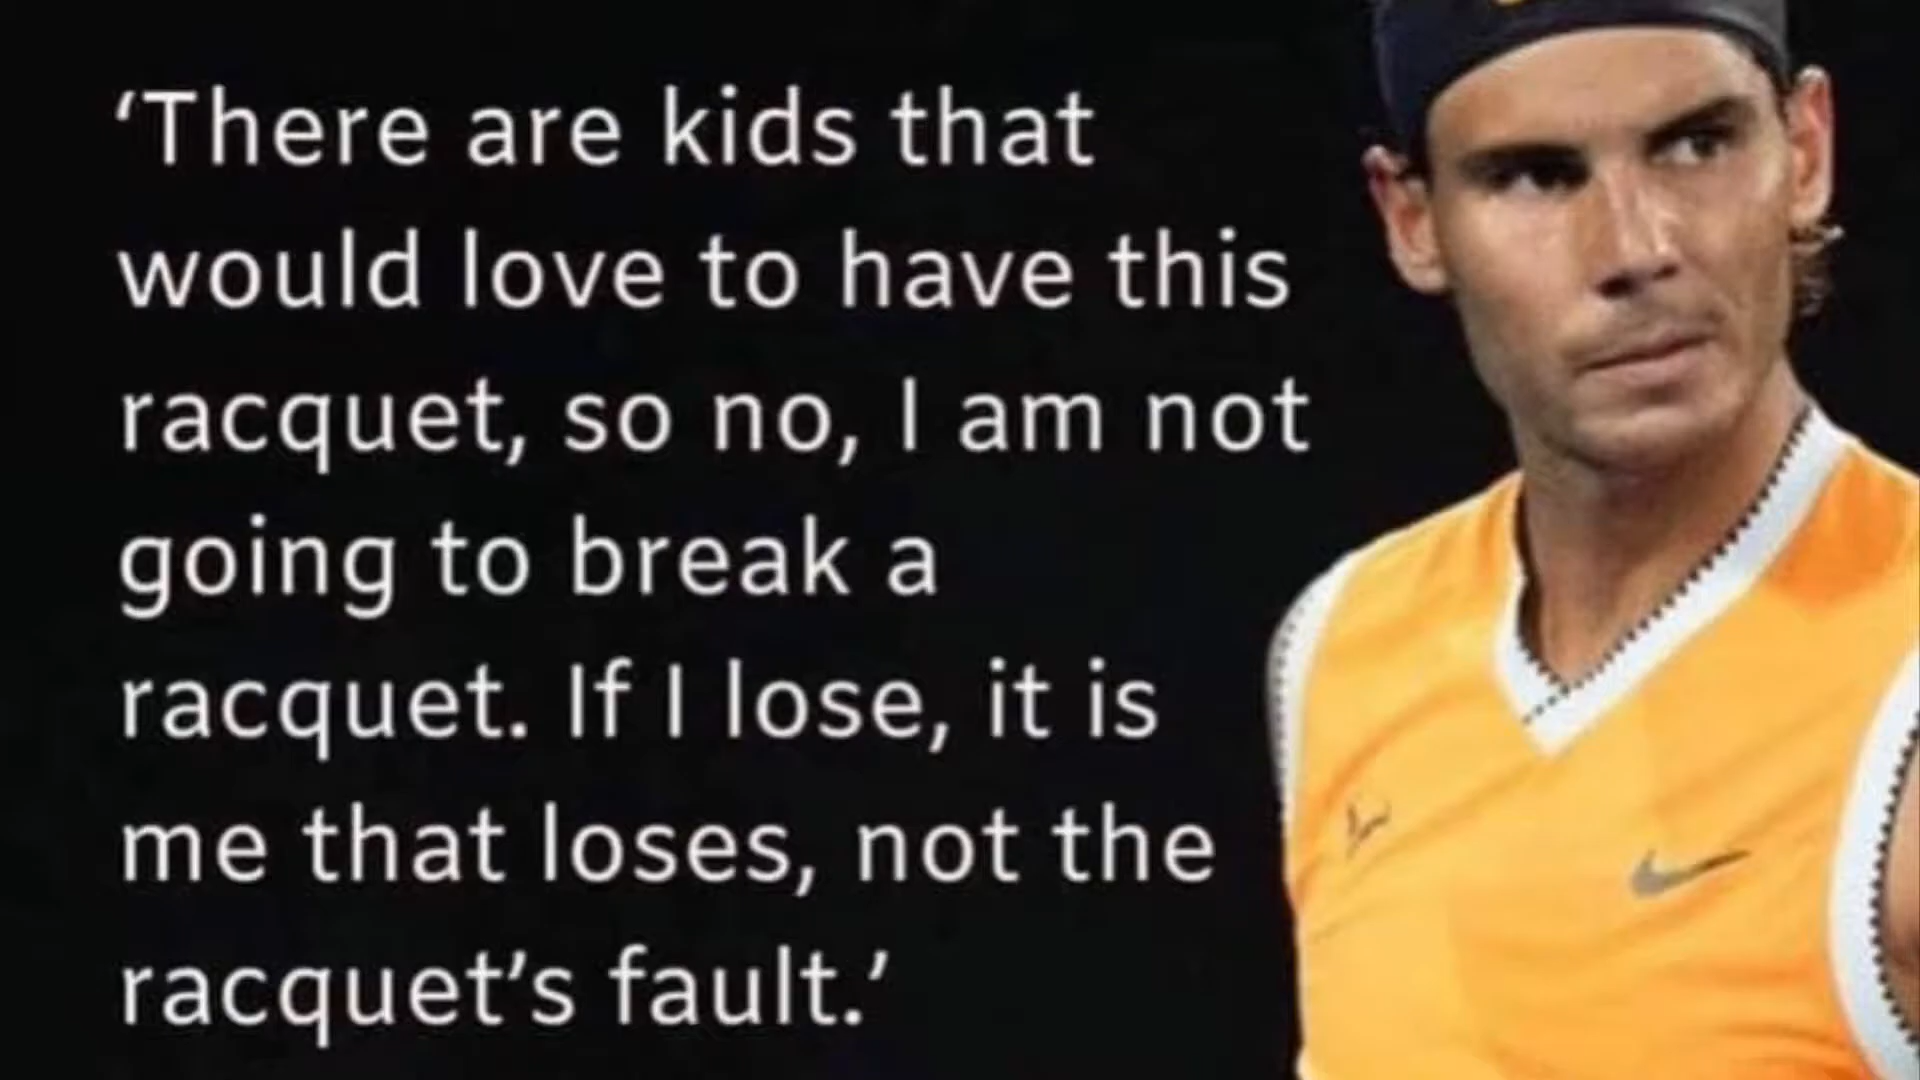 ‘There are kids that
would love to have this
racquet, so no, I am not
going to break a
racquet. If I lose, it is
me that loses, not the
racquet’s fault.’